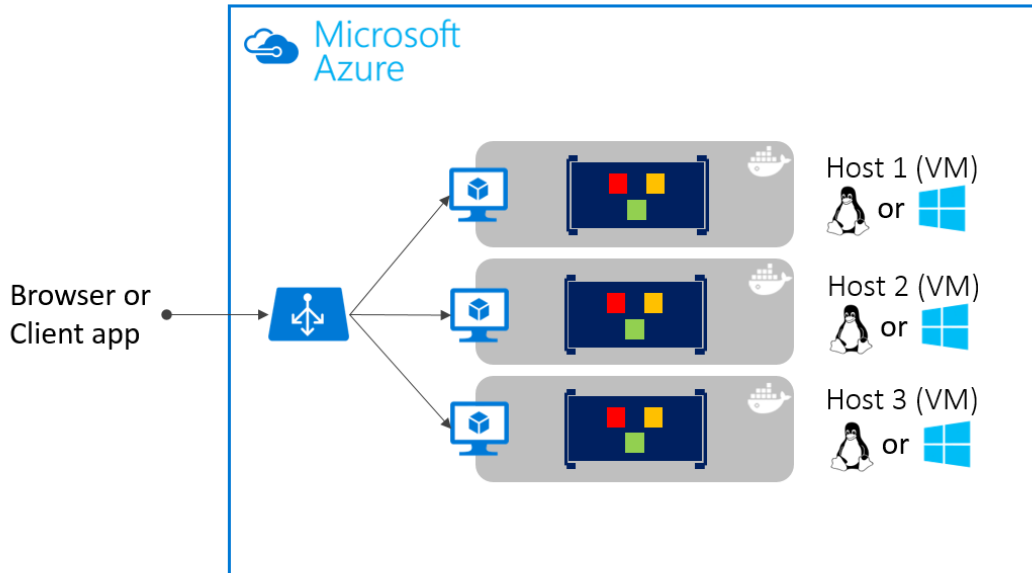 Microsoft
Azure
Host 1 (VM)
or
Browser or
Client app
Host 2 (VM)
or
Host 3 (VM)
or